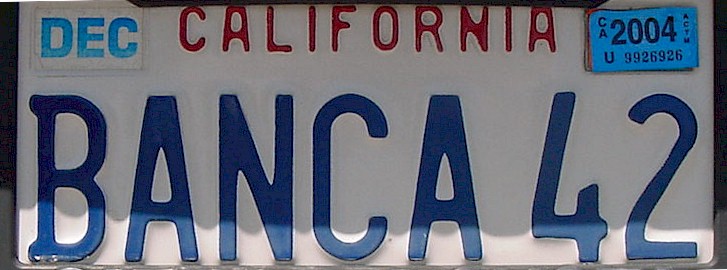 DEC CALIFORNIA CA 2004
U 9926926
BANCA 42